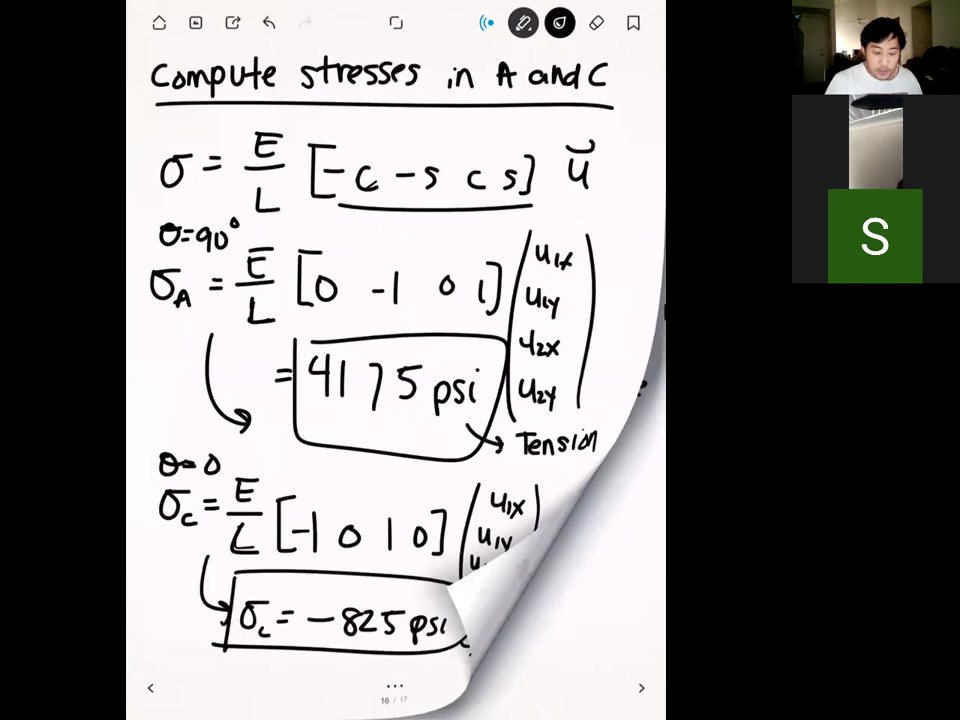 Compute stresses in A and C
σ = E/L [-c -s c s] u
θ=90°
σA = E/L [0 -1 0 1] (u1x u1y u2x u2y)
= 4175 psi
→ Tension
θ=0
σC = E/L [-1 0 1 0] (u1x u1y
σC = -825 psi
16 / 17
S